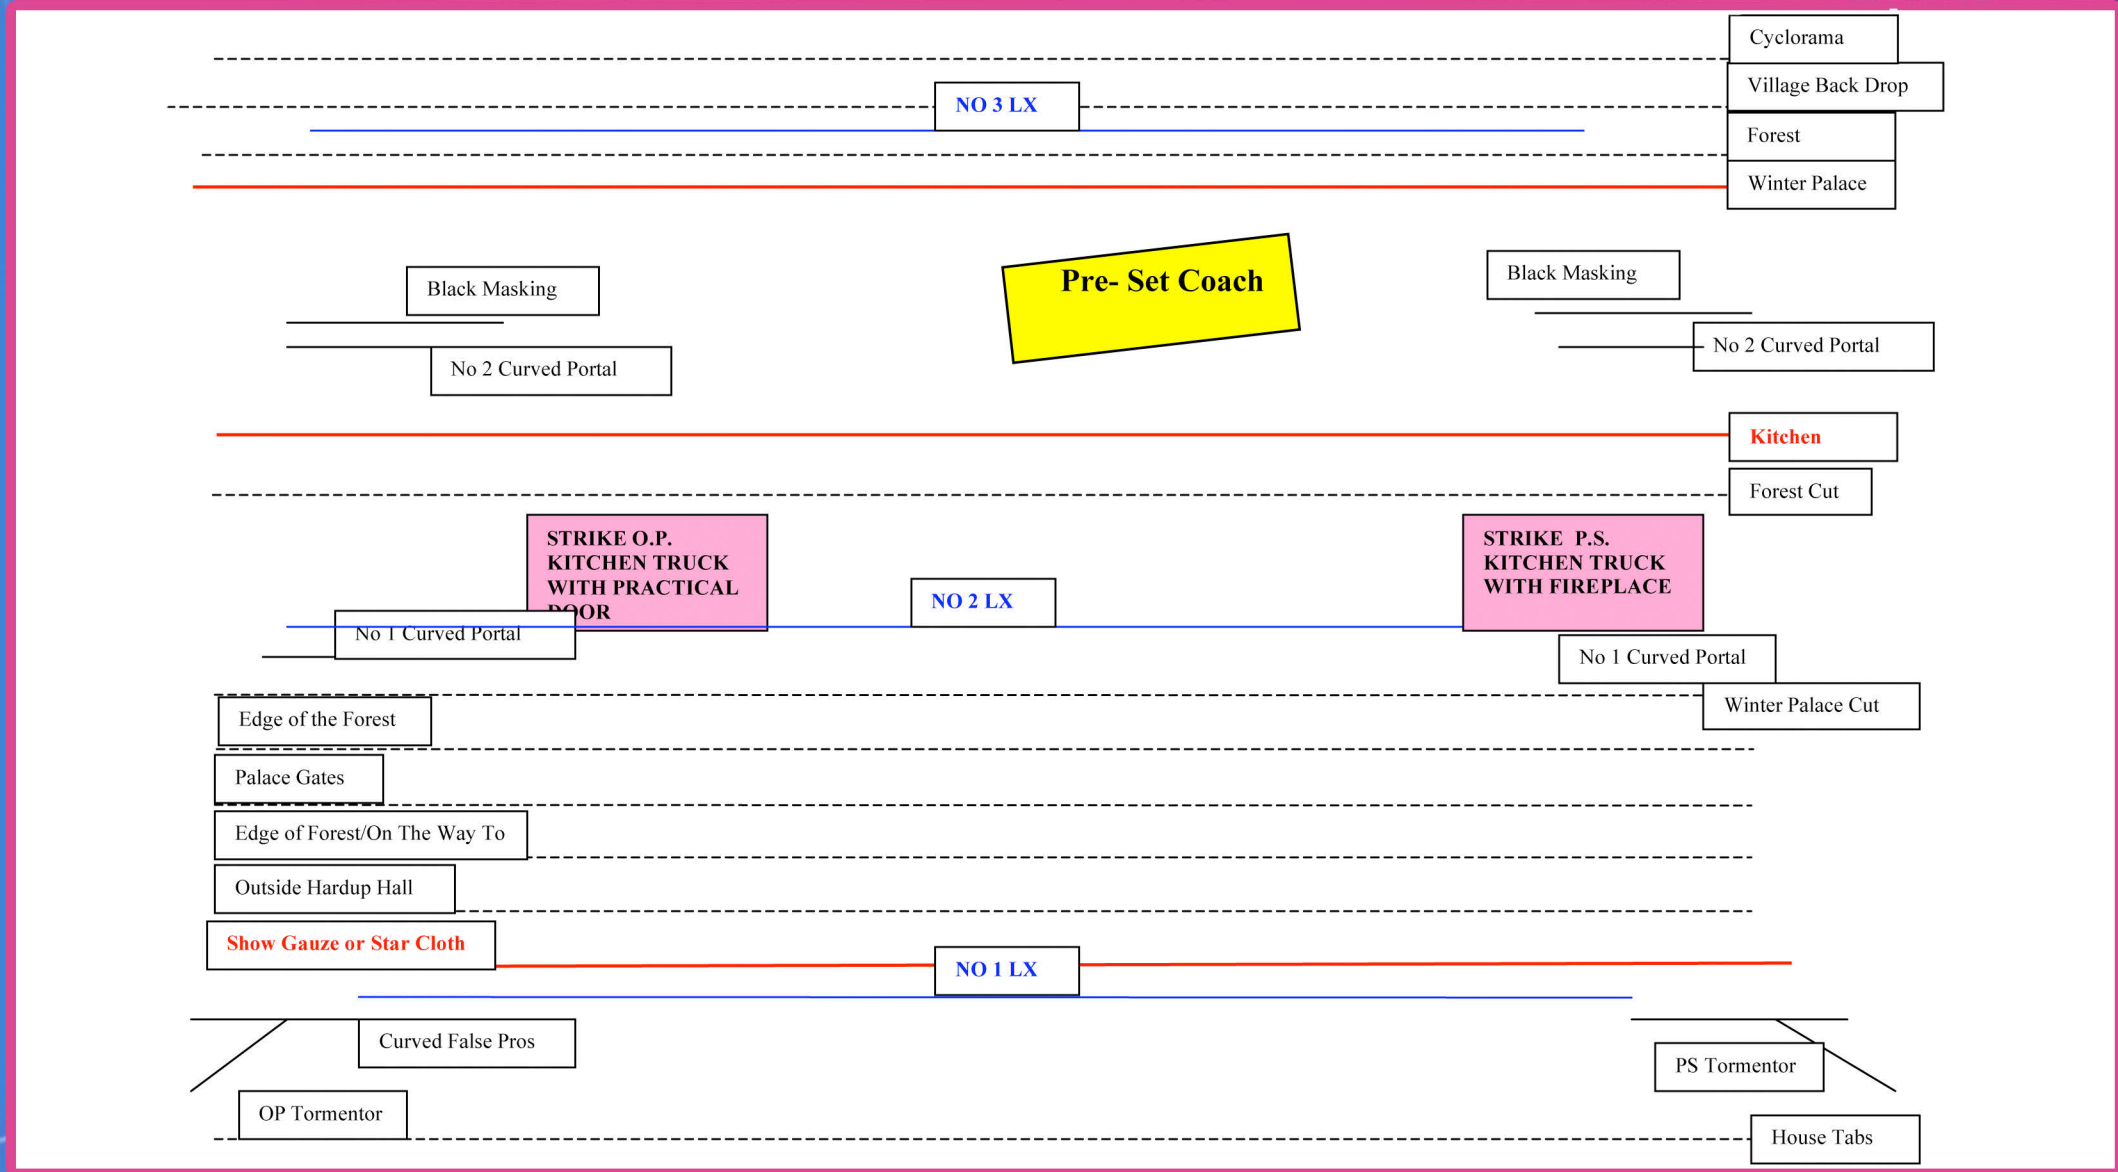 Cyclorama
Village Back Drop
NO 3 LX
Forest
Winter Palace
Black Masking
Pre- Set Coach
Black Masking
No 2 Curved Portal
No 2 Curved Portal
Kitchen
Forest Cut
STRIKE O.P.
KITCHEN TRUCK
WITH PRACTICAL
DOOR
STRIKE P.S.
KITCHEN TRUCK
WITH FIREPLACE
NO 2 LX
No 1 Curved Portal
No 1 Curved Portal
Winter Palace Cut
Edge of the Forest
Palace Gates
Edge of Forest/On The Way To
Outside Hardup Hall
Show Gauze or Star Cloth
NO 1 LX
Curved False Pros
PS Tormentor
OP Tormentor
House Tabs